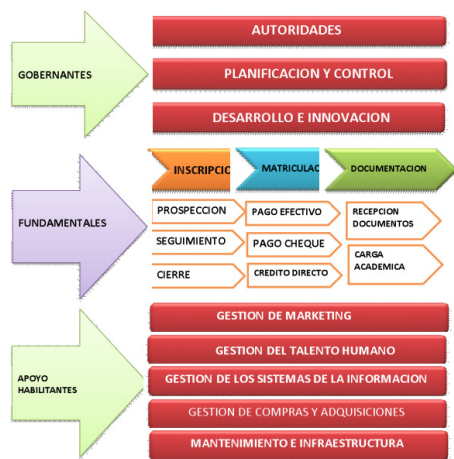 GOBERNANTES
AUTORIDADES
PLANIFICACION Y CONTROL
DESARROLLO E INNOVACION
FUNDAMENTALES
INSCRIPCIO
MATRICULAC
DOCUMENTACION
PROSPECCION
SEGUIMIENTO
CIERRE
PAGO EFECTIVO
PAGO CHEQUE
CREDITO DIRECTO
RECEPCION
DOCUMENTOS
CARGA
ACADEMICA
APOYO
HABILITANTES
GESTION DE MARKETING
GESTION DEL TALENTO HUMANO
GESTION DE LOS SISTEMAS DE LA INFORMACION
GESTION DE COMPRAS Y ADQUISICIONES
MANTENIMIENTO E INFRAESTRUCTURA